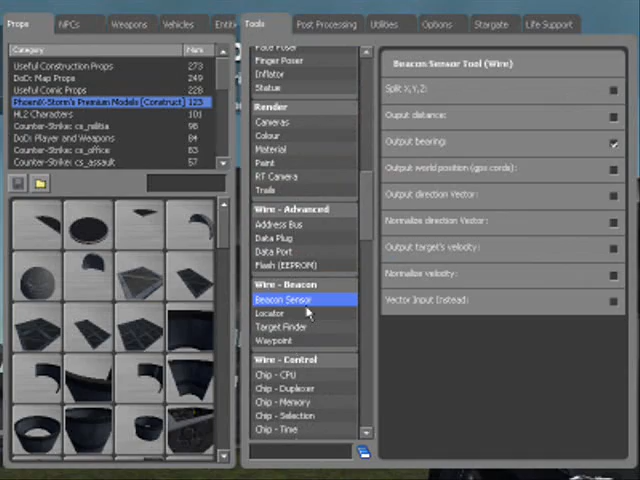 Props NPCs Weapons Vehicles Entiti
Category Num
Useful Construction Props 273
DoD: Map Props 249
Useful Comic Props 228
PhoeniX-Storm's Premium Models (Construct) 123
HL2 Characters 101
Counter-Strike: cs_militia 98
DoD: Player and Weapons 84
Counter-Strike: cs_office 83
Counter-Strike: cs_assault 57
Tools Post Processing Utilities Options Stargate Life Support
Face Poser
Finger Poser
Inflator
Statue
Render
Cameras
Colour
Material
Paint
RT Camera
Trails
Wire - Advanced
Address Bus
Data Plug
Data Port
Flash (EEPROM)
Wire - Beacon
Beacon Sensor
Locator
Target Finder
Waypoint
Wire - Control
Chip - CPU
Chip - Duplexer
Chip - Memory
Chip - Selection
Chip - Time
Beacon Sensor Tool (Wire)
Split X,Y,Z:
Ouput distance:
Output bearing:
Output world position (gps cords):
Output direction Vector:
Normalize direction Vector:
Output target's velocity:
Normalize velocity:
Vector Input Instead: